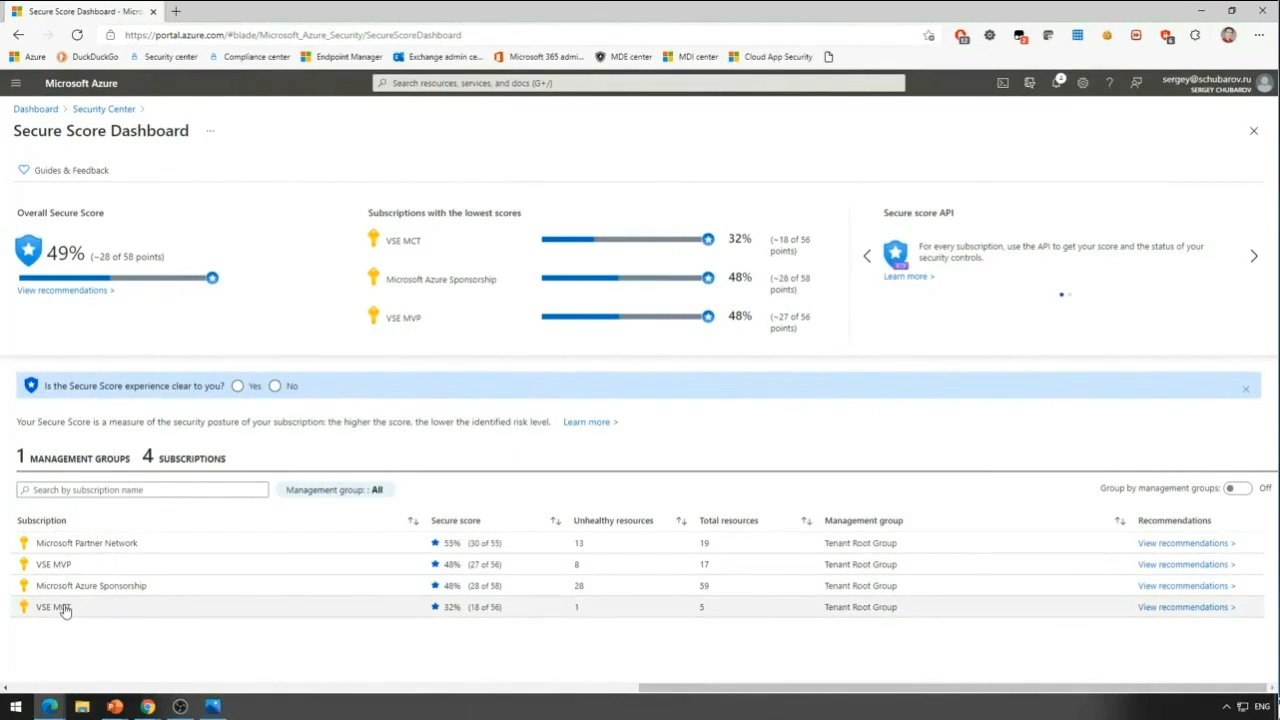 Secure Score Dashboard - Micro
https://portal.azure.com/#blade/Microsoft_Azure_Security/SecureScoreDashboard
Azure DuckDuckGo Security center Compliance center Endpoint Manager Exchange admin ce... Microsoft 365 admi... MDE center MDI center Cloud App Security
Microsoft Azure
Search resources, services, and docs (G+/)
sergey@schubarov.ru
SERGEY CHUBAROV
Dashboard > Security Center >
Secure Score Dashboard ...
Guides & Feedback
Overall Secure Score
49% (~28 of 58 points)
View recommendations >
Subscriptions with the lowest scores
VSE MCT 32% (~18 of 56 points)
Microsoft Azure Sponsorship 48% (~28 of 58 points)
VSE MVP 48% (~27 of 56 points)
Secure score API
For every subscription, use the API to get your score and the status of your
security controls.
Learn more >
Is the Secure Score experience clear to you? Yes No
Your Secure Score is a measure of the security posture of your subscription: the higher the score, the lower the identified risk level. Learn more >
1 MANAGEMENT GROUPS 4 SUBSCRIPTIONS
Search by subscription name
Management group: : All
Group by management groups: Off
Subscription Secure score Unhealthy resources Total resources Management group Recommendations
Microsoft Partner Network 55% (30 of 55) 13 19 Tenant Root Group View recommendations >
VSE MVP 48% (27 of 56) 8 17 Tenant Root Group View recommendations >
Microsoft Azure Sponsorship 48% (28 of 58) 28 59 Tenant Root Group View recommendations >
VSE MCT 32% (18 of 56) 1 5 Tenant Root Group View recommendations >
ENG